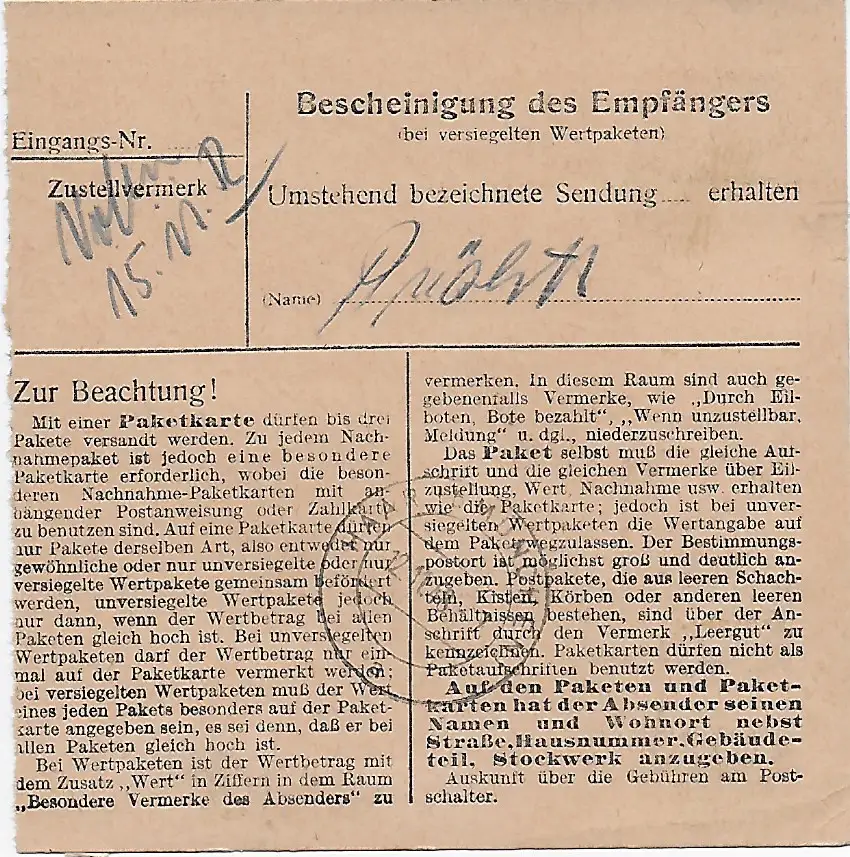 Eingangs-Nr. ......
Zustellvermerk
15. VI.
Bescheinigung des Empfängers
(bei versiegelten Wertpaketen)
Umstehend bezeichnete Sendung..... erhalten
(Name)
Zur Beachtung!
Mit einer Paketkarte dürfen bis drei
Pakete versandt werden. Zu jedem Nach-
nahmepaket ist jedoch eine besondere
Paketkarte erforderlich, wobei die beson-
deren Nachnahme-Paketkarten mit an-
hängender Postanweisung oder Zahlkarte
zu benutzen sind. Auf eine Paketkarte dürfen
nur Pakete derselben Art, also entweder nur
gewöhnliche oder nur unversiegelte oder nur
versiegelte Wertpakete gemeinsam befördert
werden, unversiegelte Wertpakete jedoch
nur dann, wenn der Wertbetrag bei allen
Paketen gleich hoch ist. Bei unversiegelten
Wertpaketen darf der Wertbetrag nur ein-
mal auf der Paketkarte vermerkt werden;
bei versiegelten Wertpaketen muß der Wert
eines jeden Pakets besonders auf der Paket-
karte angegeben sein, es sei denn, daß er bei
allen Paketen gleich hoch ist.
Bei Wertpaketen ist der Wertbetrag mit
dem Zusatz „Wert" in Ziffern in dem Raum
„Besondere Vermerke des Absenders" zu
vermerken. In diesem Raum sind auch ge-
gebenenfalls Vermerke, wie „Durch Eil-
boten, Bote bezahlt", „Wenn unzustellbar,
Meldung" u. dgl., niederzuschreiben.
Das Paket selbst muß die gleiche Auf-
schrift und die gleichen Vermerke über Eil-
zustellung, Wert, Nachnahme usw. erhalten
wie die Paketkarte; jedoch ist bei unver-
siegelten Wertpaketen die Wertangabe auf
dem Paket wegzulassen. Der Bestimmungs-
postort ist möglichst groß und deutlich an-
zugeben. Postpakete, die aus leeren Schach-
teln, Kisten, Körben oder anderen leeren
Behältnissen bestehen, sind über der An-
schrift durch den Vermerk „Leergut" zu
kennzeichnen. Paketkarten dürfen nicht als
Paketaufschriften benutzt werden.
Auf den Paketen und Paket-
karten hat der Absender seinen
Namen und Wohnort nebst
Straße, Hausnummer, Gebäude-
teil, Stockwerk anzugeben.
Auskunft über die Gebühren am Post-
schalter.